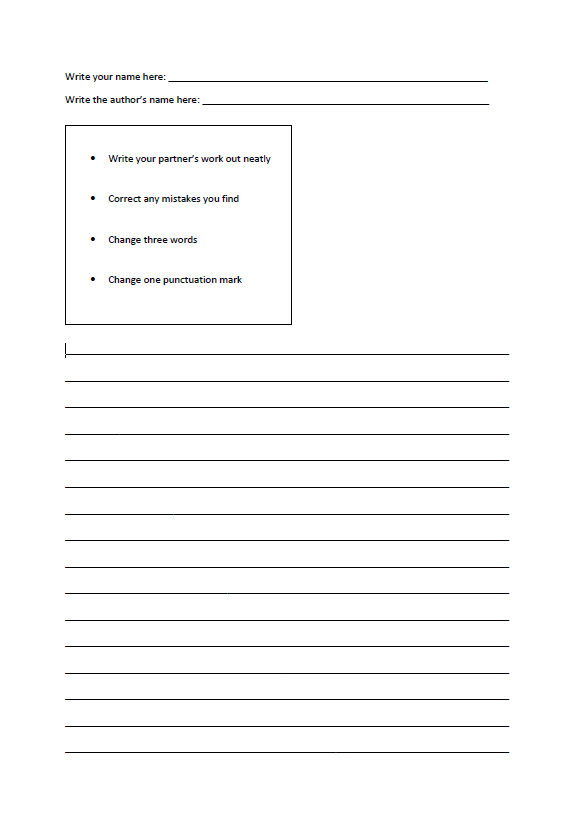 Write your name here:
Write the author's name here:
• Write your partner's work out neatly
• Correct any mistakes you find
• Change three words
• Change one punctuation mark